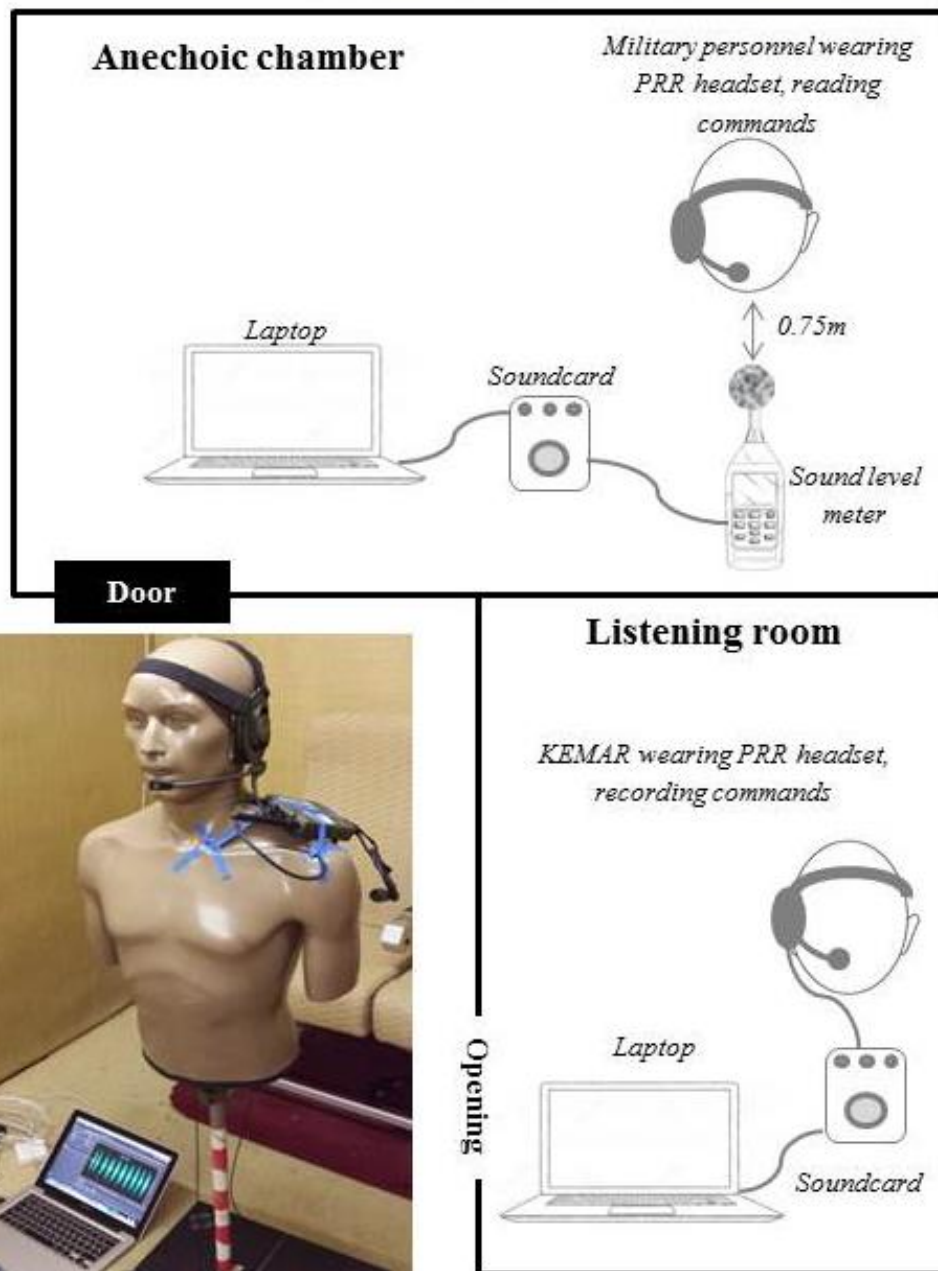 Anechoic chamber
Military personnel wearing
PRR headset, reading
commands
0.75m
Laptop
Soundcard
Sound level
meter
Door
Listening room
KEMAR wearing PRR headset,
recording commands
Opening
Laptop
Soundcard